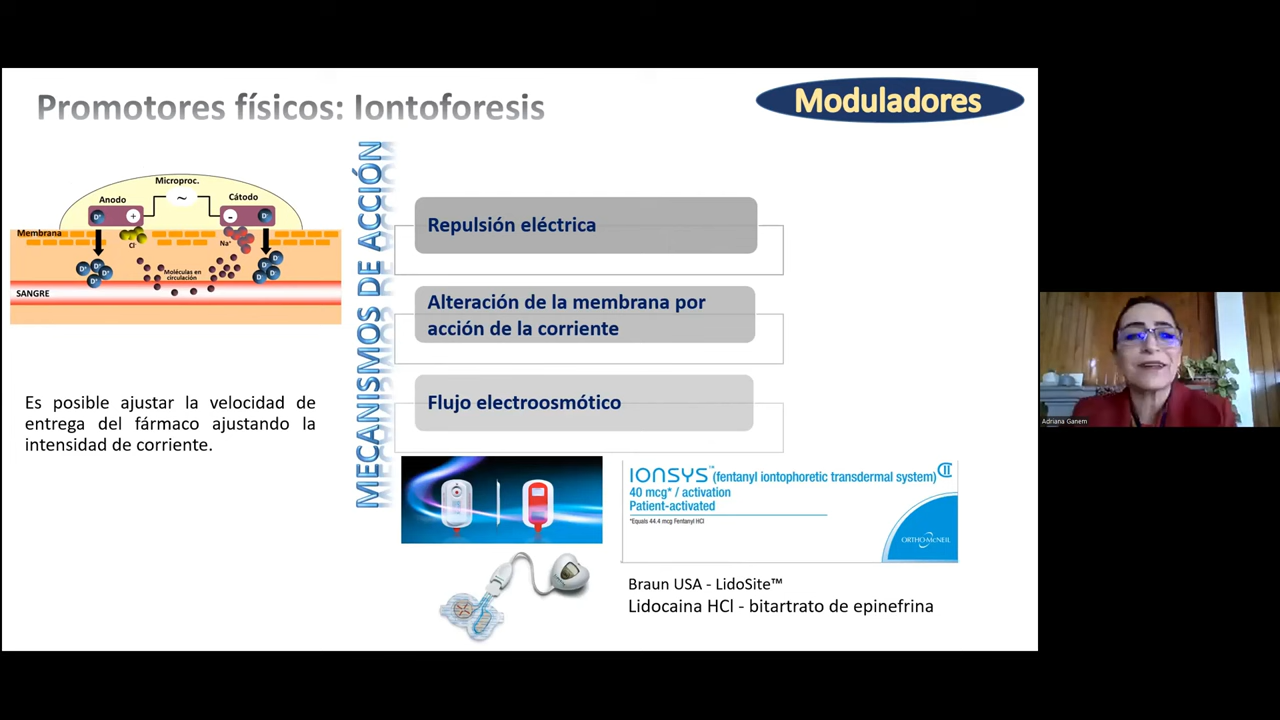 Promotores físicos: Iontoforesis
Moduladores
MECANISMOS DE ACCIÓN
Microproc.
Anodo
Cátodo
D+
+
~
-
D-
Membrana
Cl-
Na+
D+
D+
D+
D+
D-
D-
D-
D-
Moléculas en
circulación
SANGRE
Es posible ajustar la velocidad de
entrega del fármaco ajustando la
intensidad de corriente.
Repulsión eléctrica
Alteración de la membrana por
acción de la corriente
Flujo electroosmótico
IONSYS™ (fentanyl iontophoretic transdermal system) CII
40 mcg* / activation
Patient-activated
*Equals 44.4 mcg Fentanyl HCl
ORTHO-McNEIL
Braun USA - LidoSite™
Lidocaina HCl - bitartrato de epinefrina
Adriana Ganem